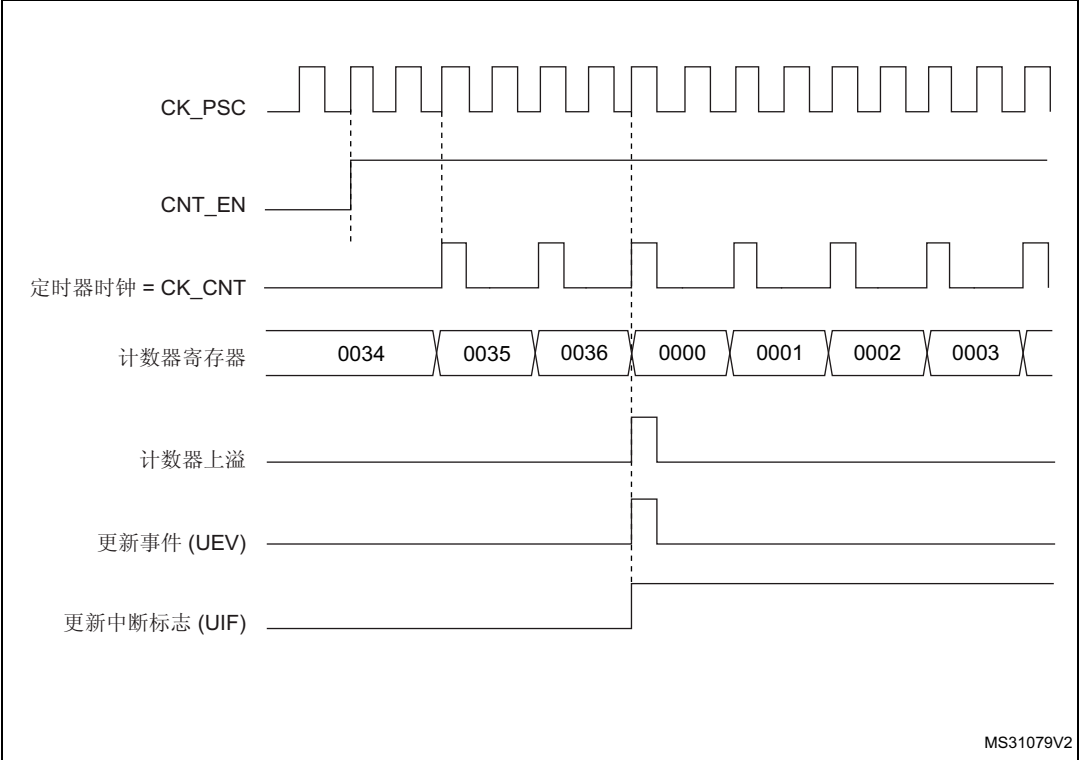 CK_PSC
CNT_EN
定时器时钟 = CK_CNT
计数器寄存器 0034 0035 0036 0000 0001 0002 0003
计数器上溢
更新事件 (UEV)
更新中断标志 (UIF)
MS31079V2